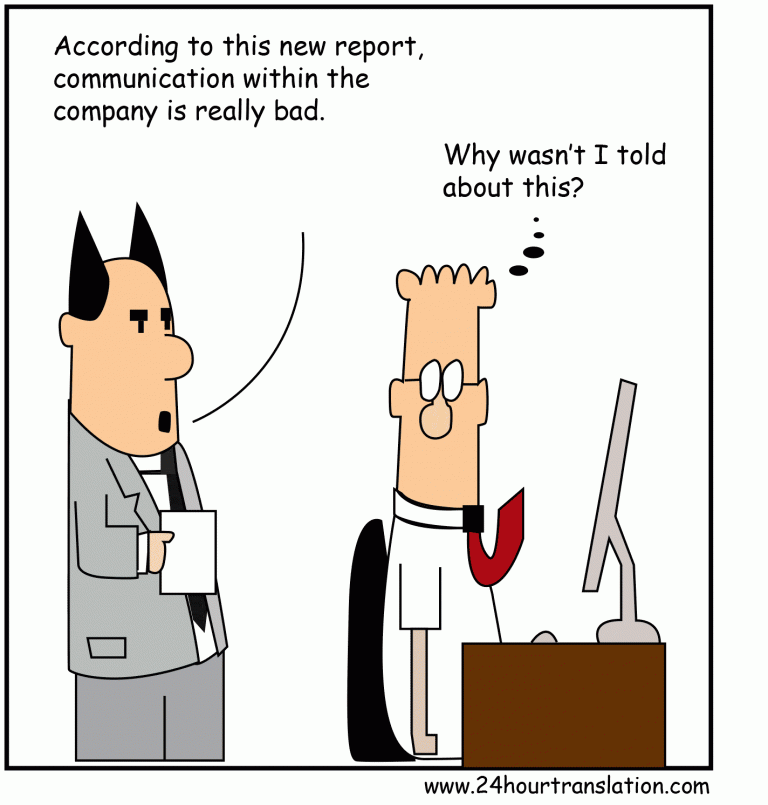 According to this new report,
communication within the
company is really bad.
Why wasn't I told
about this?
www.24hourtranslation.com